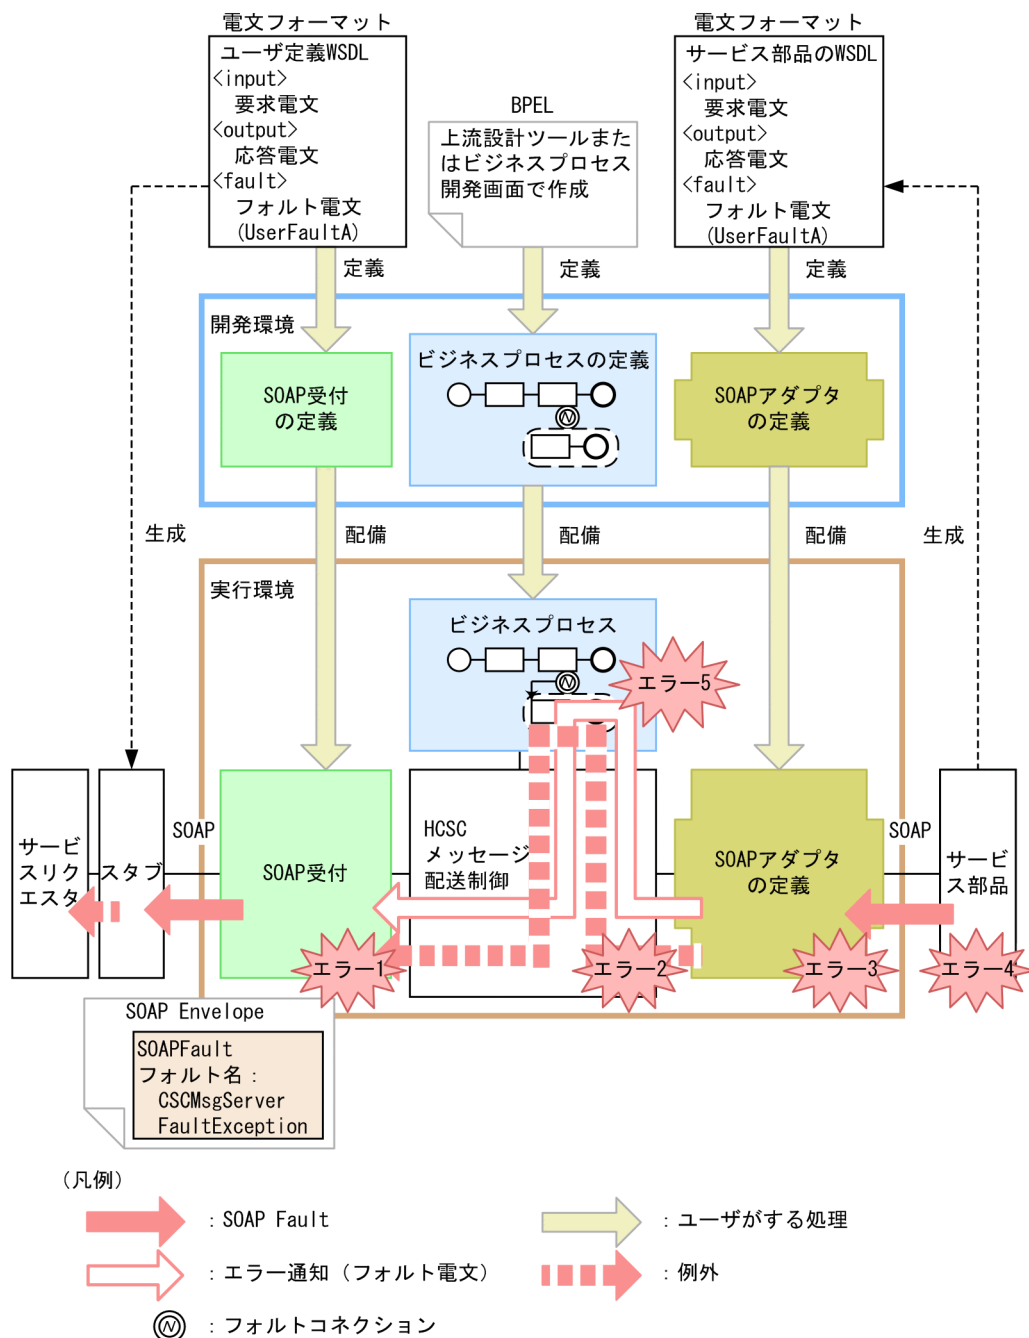 電文フォーマット
ユーザ定義WSDL
<input>
要求電文
<output>
応答電文
<fault>
フォルト電文
(UserFaultA)
BPEL
上流設計ツールまた
はビジネスプロセス
開発画面で作成
電文フォーマット
サービス部品のWSDL
<input>
要求電文
<output>
応答電文
<fault>
フォルト電文
(UserFaultA)
定義
定義
定義
開発環境
SOAP受付
の定義
ビジネスプロセスの定義
SOAPアダプタ
の定義
生成
配備
配備
配備
生成
実行環境
ビジネスプロセス
エラー5
サービ
スリク
エスタ
スタブ
SOAP
SOAP受付
HCSC
メッセージ
配送制御
SOAPアダプタ
の定義
SOAP
サービ
ス部品
エラー1
エラー2
エラー3
エラー4
SOAP Envelope
SOAPFault
フォルト名：
CSCMsgServer
FaultException
（凡例）
：SOAP Fault
：ユーザがする処理
：エラー通知（フォルト電文）
：例外
：フォルトコネクション